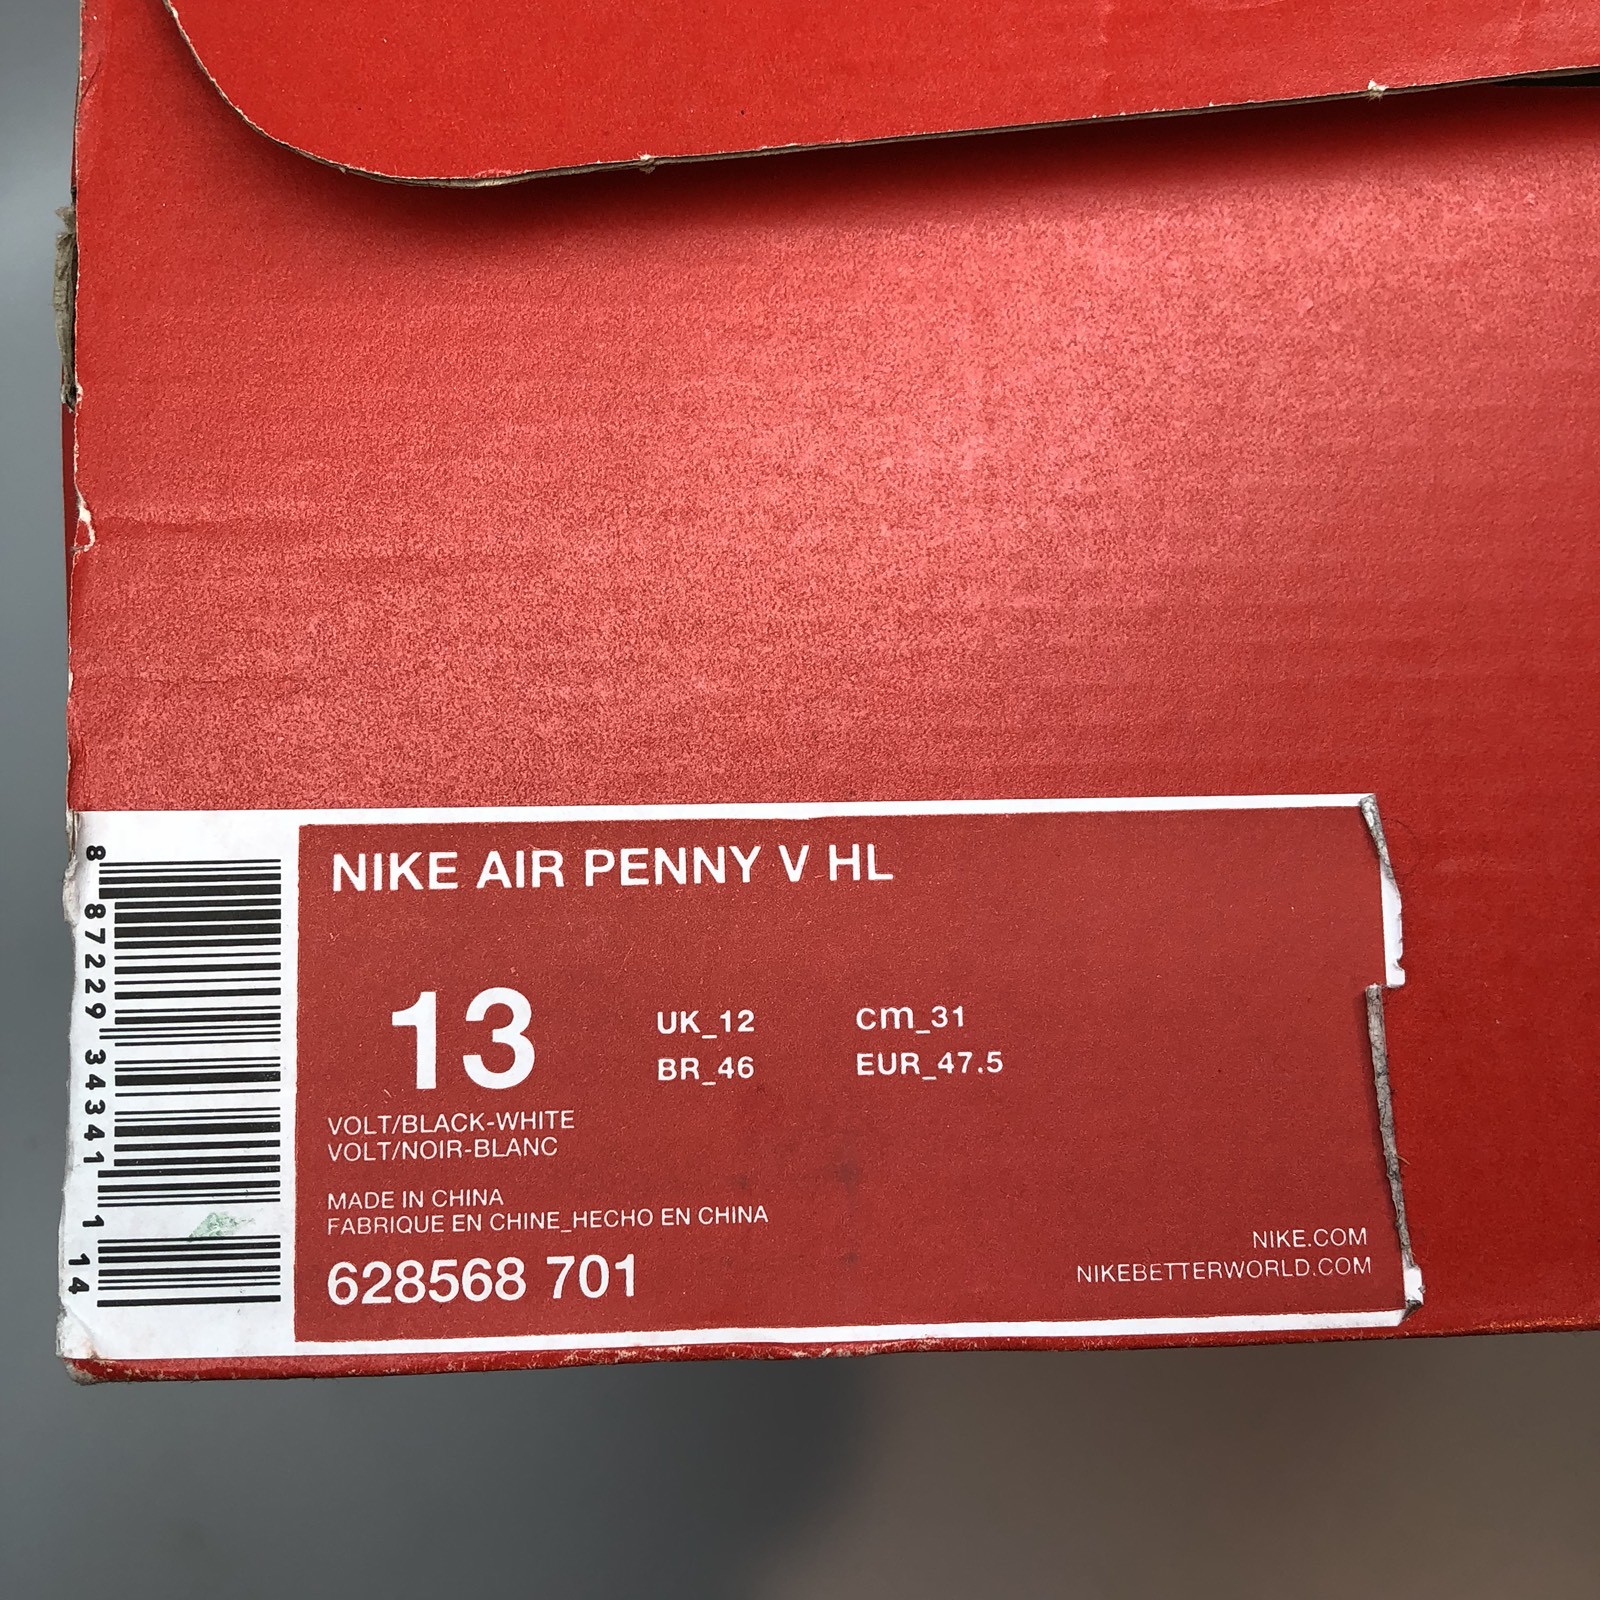 NIKE AIR PENNY V HL
13
UK_12
Cm_31
BR_46
EUR_47.5
VOLT/BLACK-WHITE
VOLT/NOIR-BLANC
MADE IN CHINA
FABRIQUE EN CHINE_HECHO EN CHINA
628568 701
NIKE.COM
NIKEBETTERWORLD.COM
8 87229 34341 1 14